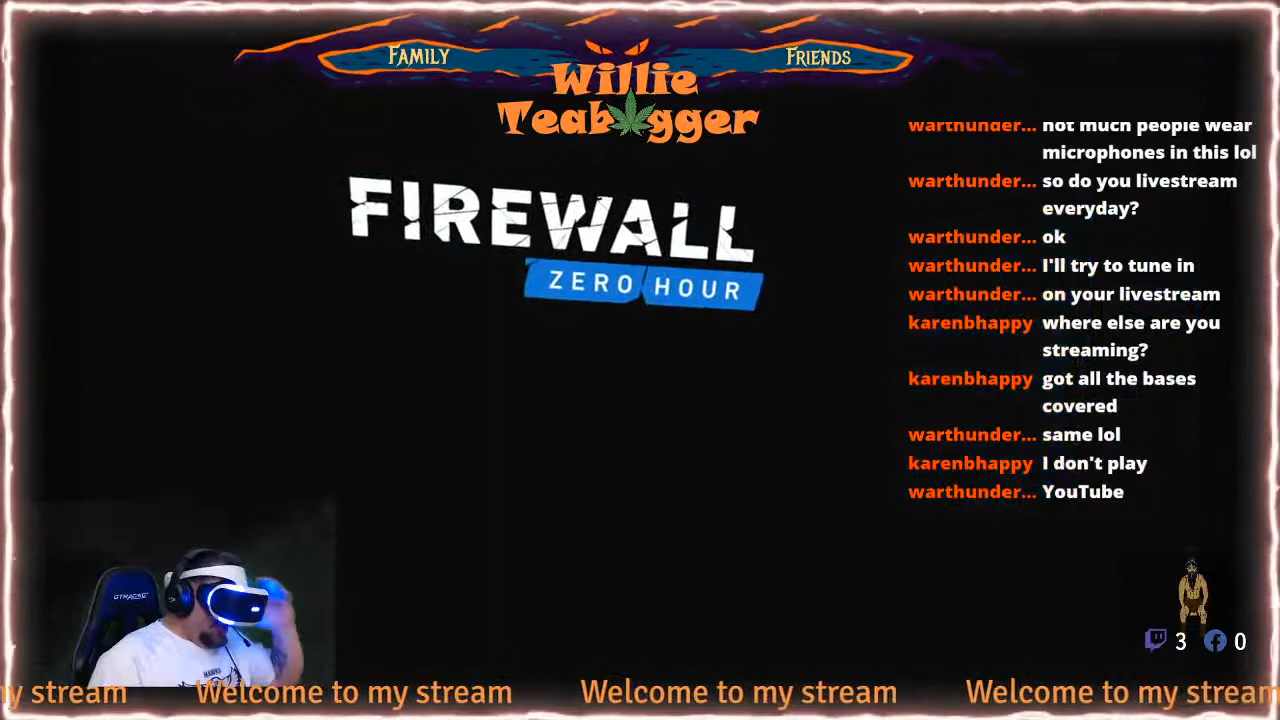 FAMILY
FRIENDS
Willie
Teabagger
FIREWALL
ZERO HOUR
warthunder... not much people wear
microphones in this lol
warthunder... so do you livestream
everyday?
warthunder... ok
warthunder... I'll try to tune in
warthunder... on your livestream
karenbhappy where else are you
streaming?
karenbhappy got all the bases
covered
warthunder... same lol
karenbhappy I don't play
warthunder... YouTube
GTRACING
3 0
my stream Welcome to my stream Welcome to my stream Welcome to my stream